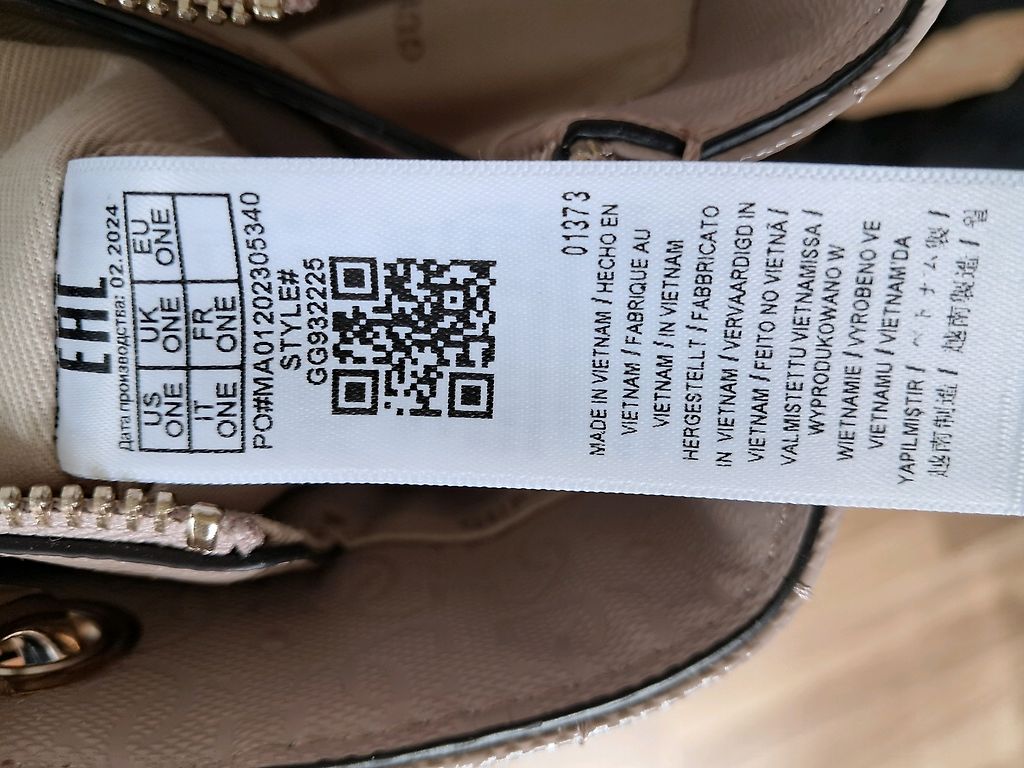 EAC
Дата производства: 02.2024
US UK EU
ONE ONE ONE
IT FR
ONE ONE
PO#MA01202305340
STYLE#
GG932225
01373
MADE IN VIETNAM / HECHO EN
VIETNAM / FABRIQUE AU
VIETNAM / IN VIETNAM
HERGESTELLT / FABBRICATO
IN VIETNAM / VERVAARDIGD IN
VIETNAM / FEITO NO VIETNÃ /
VALMISTETTU VIETNAMISSA /
WYPRODUKOWANO W
WIETNAMIE / VYROBENO VE
VIETNAMU / VIETNAM'DA
YAPILMIŞTIR / ベトナム製 /
越南制造 / 越南製造 / 월